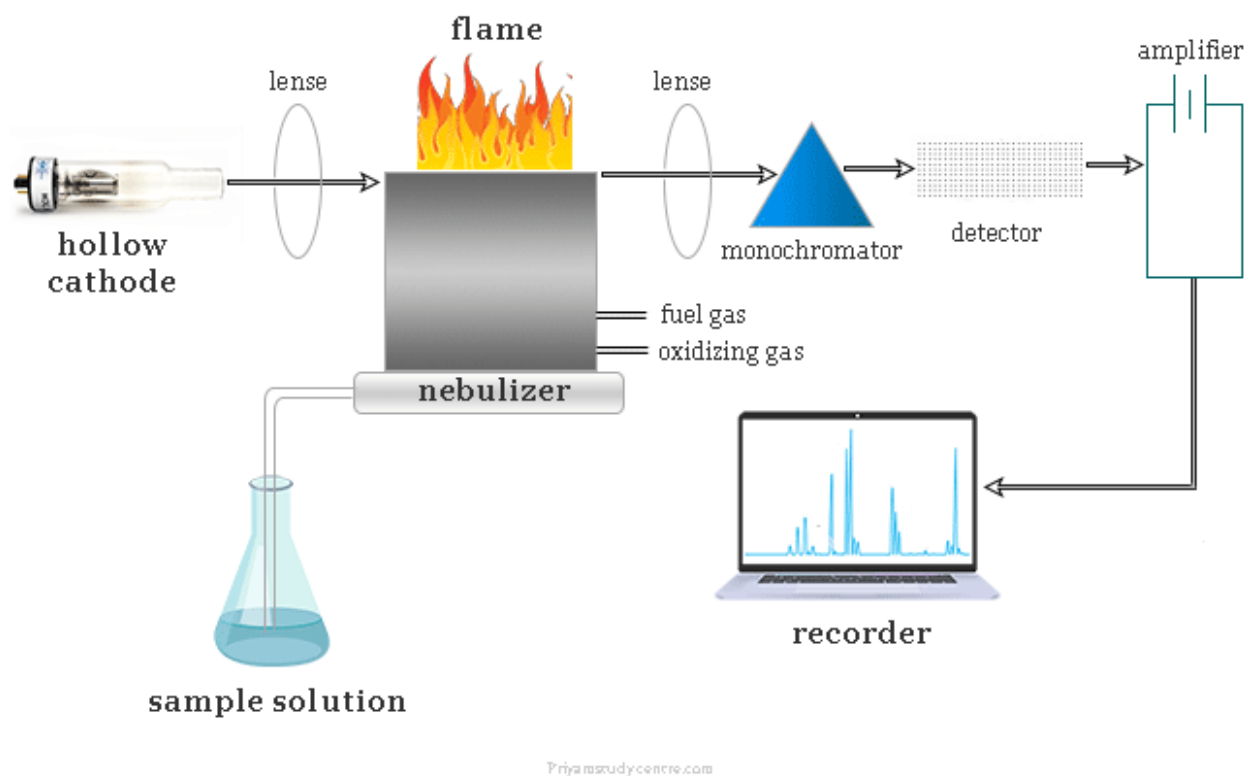 flame
amplifier
lense
lense
hollow
cathode
monochromator
detector
fuel gas
oxidizing gas
nebulizer
recorder
sample solution
Priyamstudycentre.com